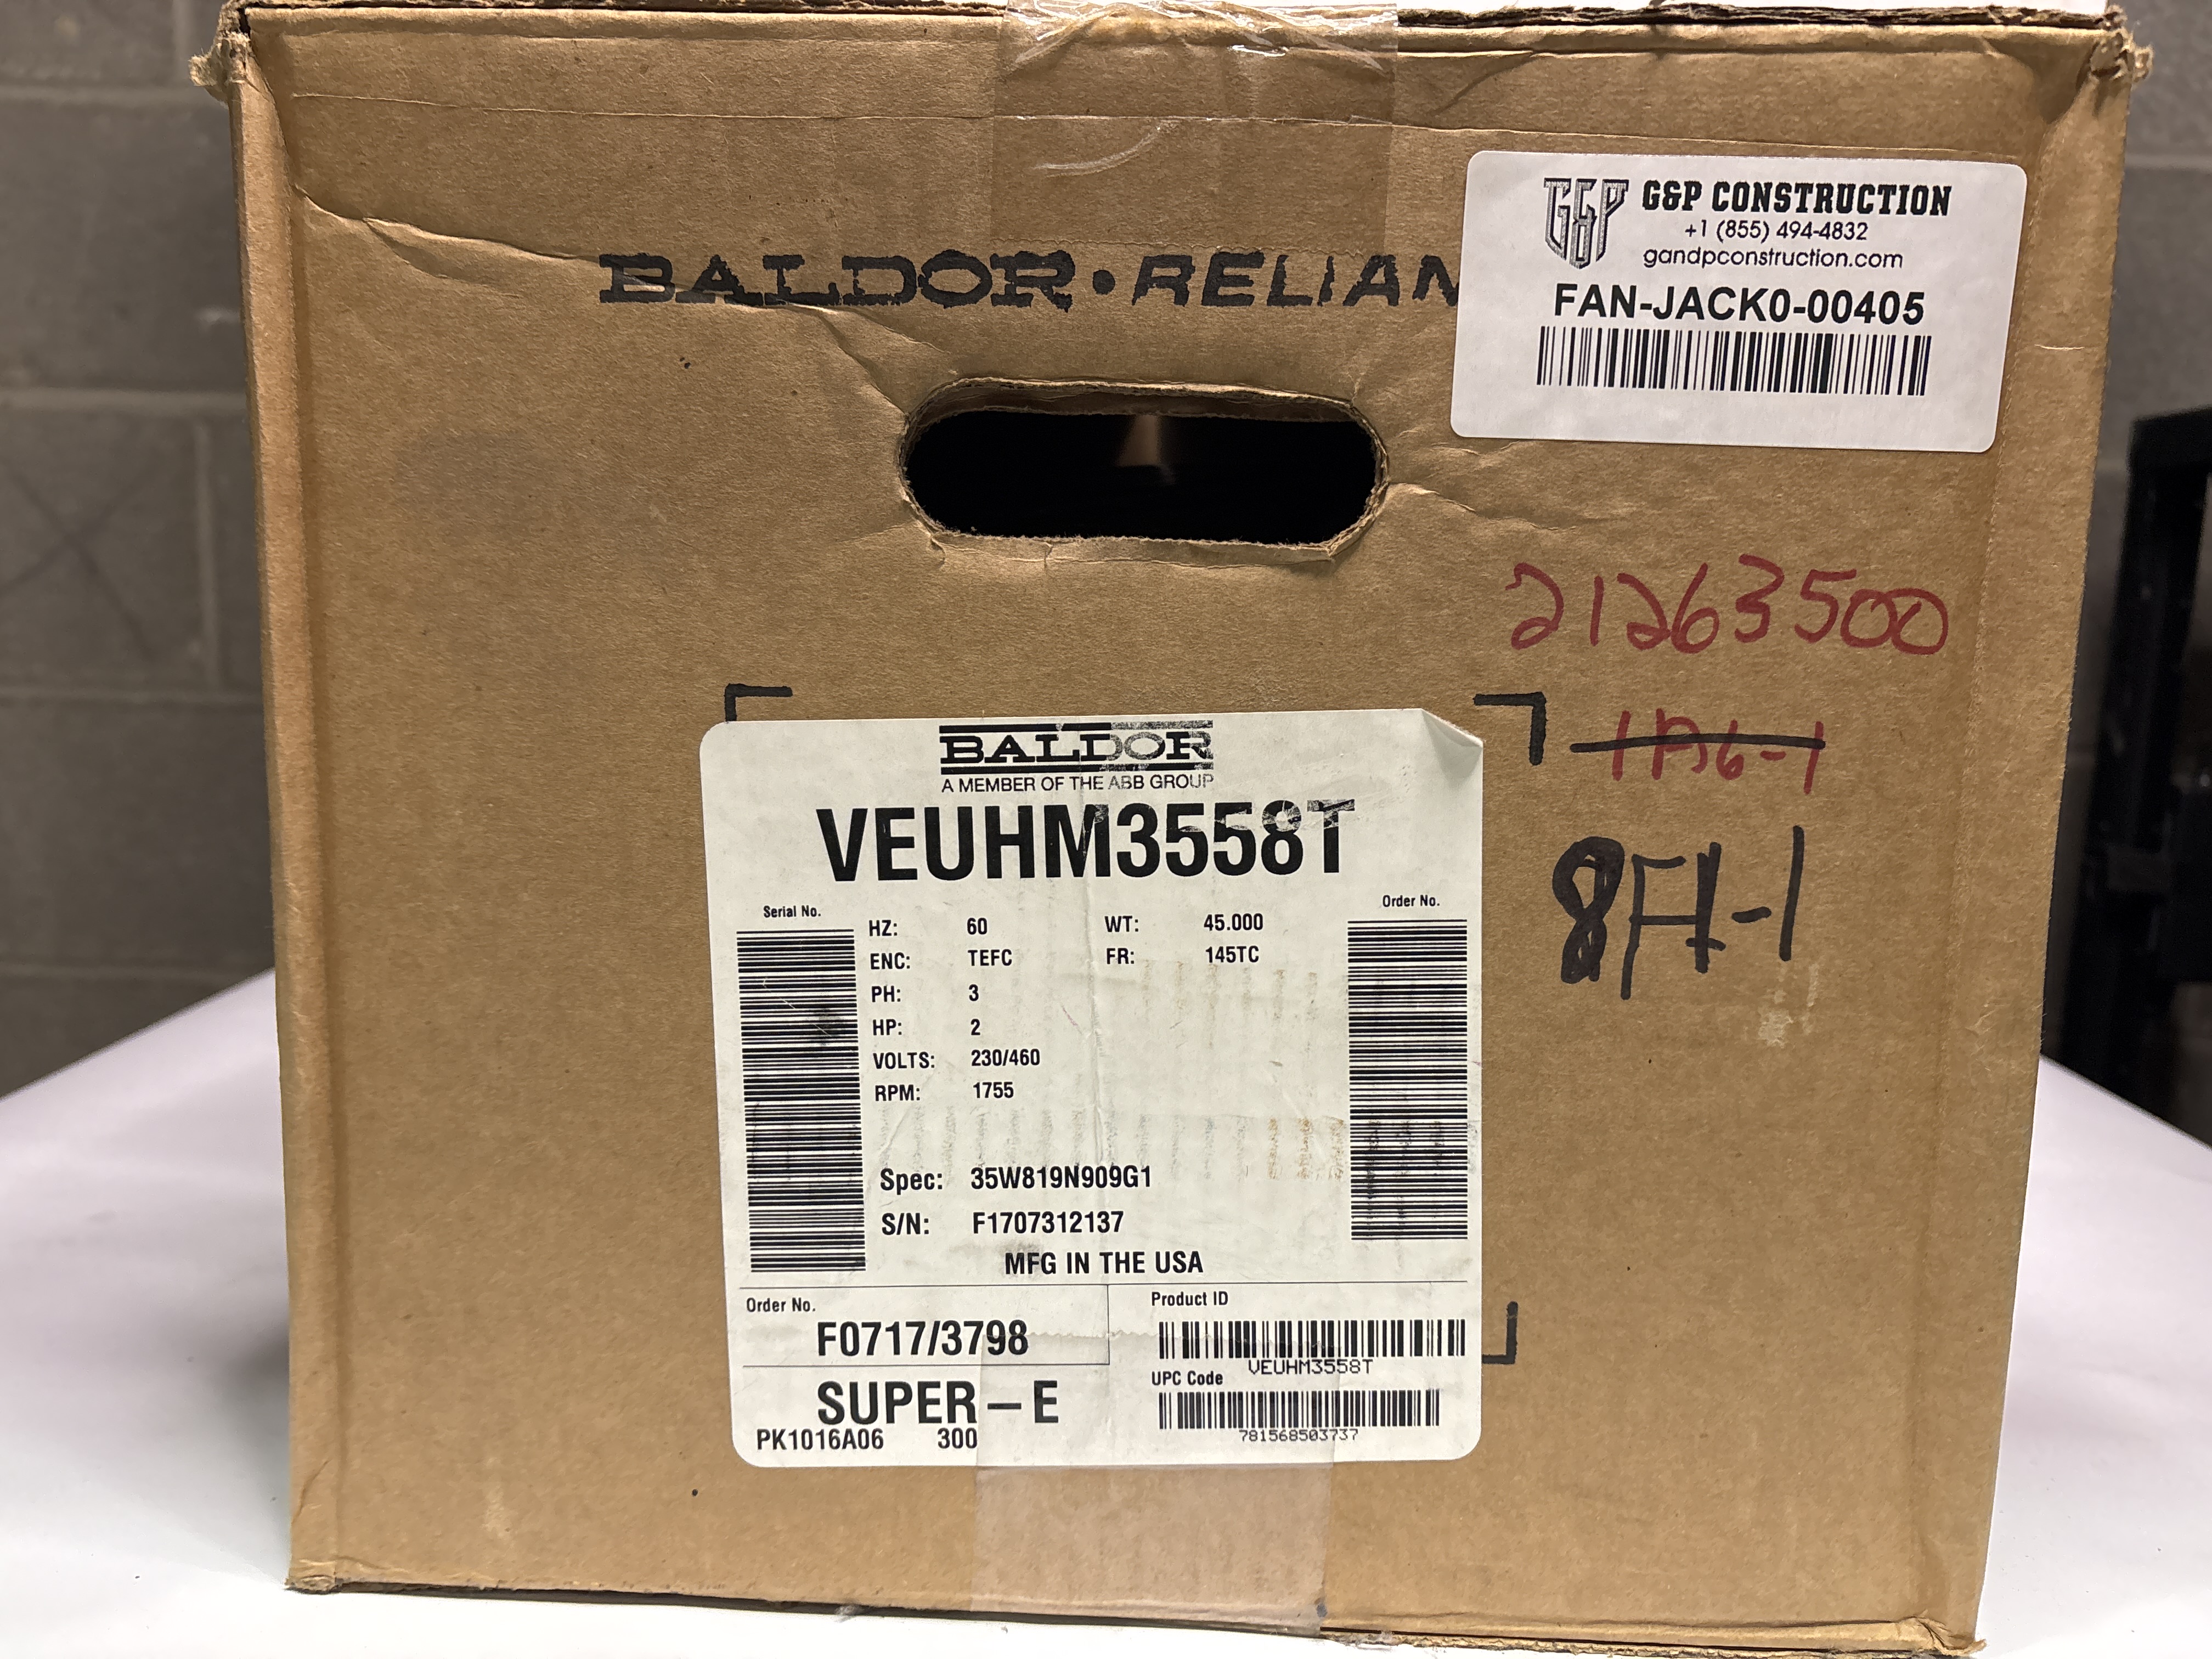 BALDOR • RELIAN
G&P
G&P CONSTRUCTION
+1 (855) 494-4832
gandpconstruction.com
FAN-JACK0-00405
21263500
8FH-1
BALDOR
A MEMBER OF THE ABB GROUP
VEUHM3558T
Serial No.
Order No.
HZ: 60 WT: 45.000
ENC: TEFC FR: 145TC
PH: 3
HP: 2
VOLTS: 230/460
RPM: 1755
Spec: 35W819N909G1
S/N: F1707312137
MFG IN THE USA
Order No.
F0717/3798
Product ID
VEUHM3558T
UPC Code
781568503737
SUPER – E
PK1016A06 300